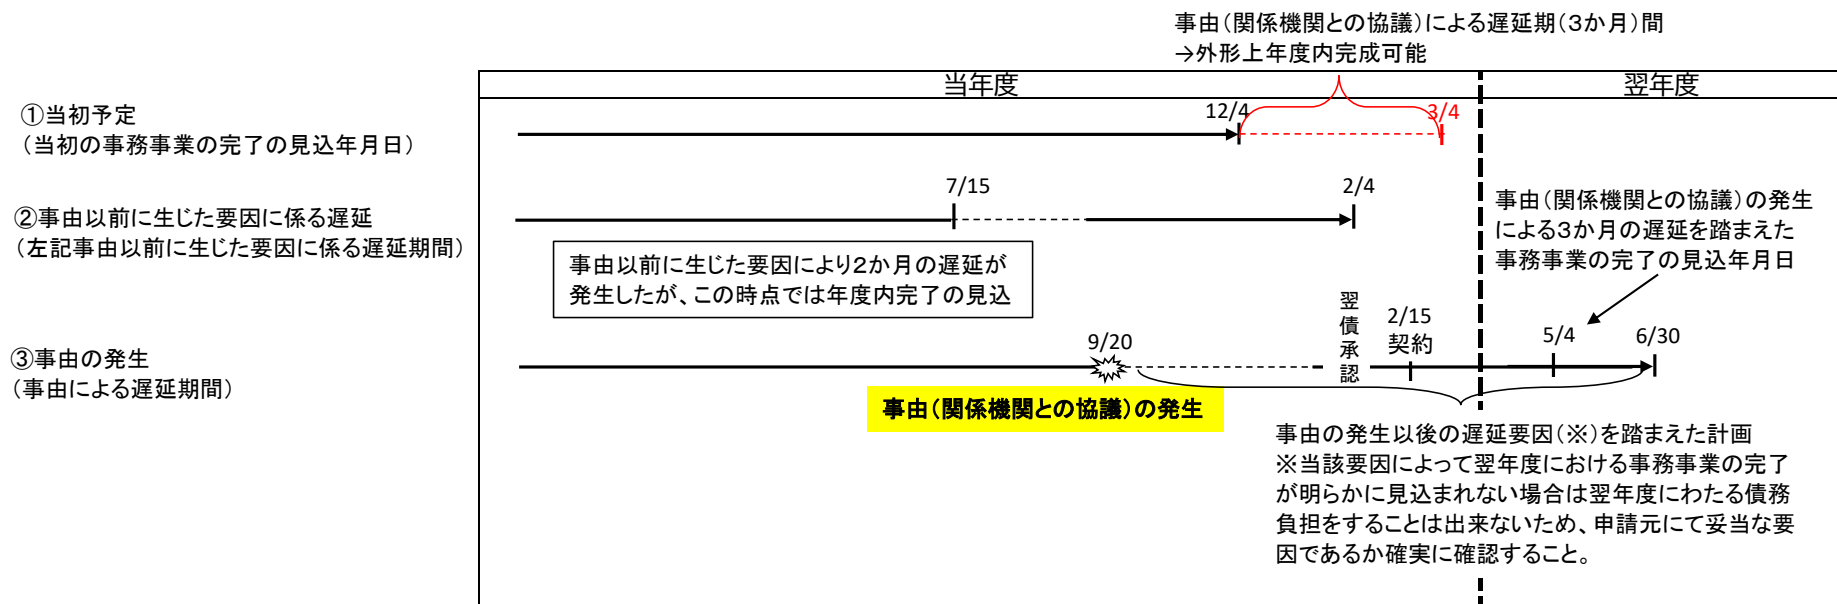 事由（関係機関との協議）による遅延期（３か月）間
→外形上年度内完成可能
当年度
翌年度
①当初予定
（当初の事務事業の完了の見込年月日）
12/4
3/4
②事由以前に生じた要因に係る遅延
（左記事由以前に生じた要因に係る遅延期間）
7/15
2/4
事由以前に生じた要因により２か月の遅延が
発生したが、この時点では年度内完了の見込
事由（関係機関との協議）の発生
による３か月の遅延を踏まえた
事務事業の完了の見込年月日
③事由の発生
（事由による遅延期間）
9/20
翌債承認
2/15
契約
5/4
6/30
事由（関係機関との協議）の発生
事由の発生以後の遅延要因（※）を踏まえた計画
※当該要因によって翌年度における事務事業の完了
が明らかに見込まれない場合は翌年度にわたる債務
負担をすることは出来ないため、申請元にて妥当な要
因であるか確実に確認すること。